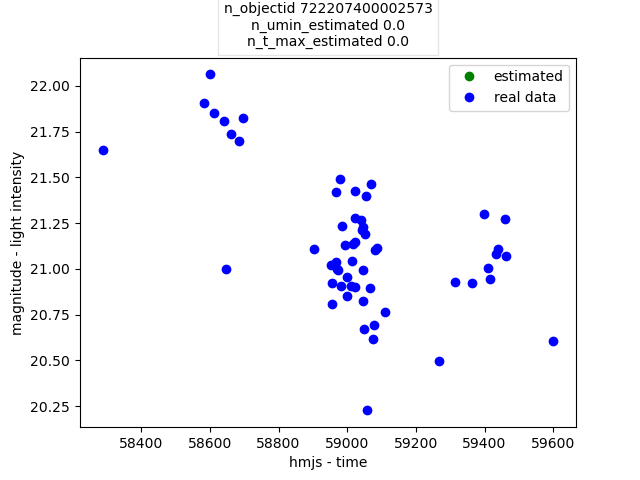 n_objectid 722207400002573
n_umin_estimated 0.0
n_t_max_estimated 0.0
estimated
real data
22.00
21.75
21.50
21.25
21.00
20.75
20.50
20.25
magnitude - light intensity
58400 58600 58800 59000 59200 59400 59600
hmjs - time